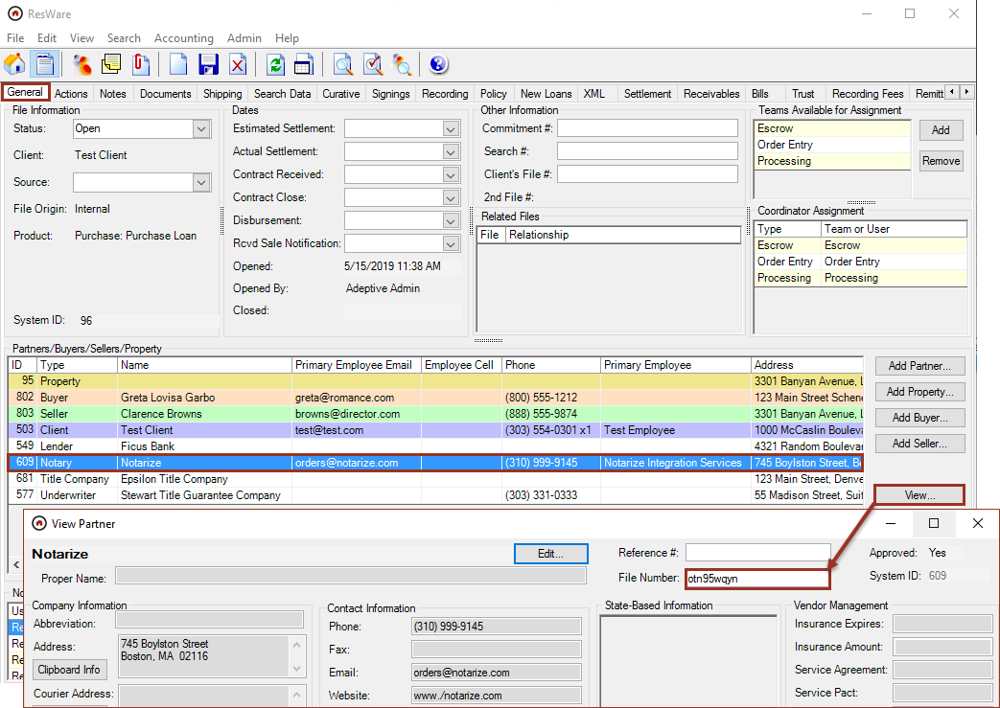 ResWare
File Edit View Search Accounting Admin Help
General Actions Notes Documents Shipping Search Data Curative Signings Recording Policy New Loans XML Settlement Receivables Bills Trust Recording Fees Remitt
File Information
Status: Open
Client: Test Client
Source:
File Origin: Internal
Product: Purchase: Purchase Loan
System ID: 96
Dates
Estimated Settlement:
Actual Settlement:
Contract Received:
Contract Close:
Disbursement:
Rcvd Sale Notification:
Opened: 5/15/2019 11:38 AM
Opened By: Adeptive Admin
Closed:
Other Information
Commitment #:
Search #:
Client's File #:
2nd File #:
Related Files
File Relationship
Teams Available for Assignment
Escrow
Order Entry
Processing
Add
Remove
Coordinator Assignment
Type Team or User
Escrow Escrow
Order Entry Order Entry
Processing Processing
Partners/Buyers/Sellers/Property
ID Type Name Primary Employee Email Employee Cell Phone Primary Employee Address
95 Property 3301 Banyan Avenue, L
802 Buyer Greta Lovisa Garbo greta@romance.com (800) 555-1212 123 Main Street Schene
803 Seller Clarence Browns browns@director.com (888) 555-9874 3301 Banyan Avenue, L
503 Client Test Client test@test.com (303) 554-0301 x1 Test Employee 1000 McCaslin Bouleva
549 Lender Ficus Bank 4321 Random Boulevar
609 Notary Notarize orders@notarize.com (310) 999-9145 Notarize Integration Services 745 Boylston Street, Bo
681 Title Company Epsilon Title Company 123 Main Street, Denve
577 Underwriter Stewart Title Guarantee Company (303) 331-0333 55 Madison Street, Suit
Add Partner...
Add Property...
Add Buyer...
Add Seller...
View...
No
Us
Re
Re
Re
Re
View Partner
Notarize
Edit...
Reference #:
Approved: Yes
Proper Name:
File Number: otn95wqyn
System ID: 609
Company Information
Abbreviation:
Address: 745 Boylston Street
Boston, MA 02116
Clipboard Info
Courier Address:
Contact Information
Phone: (310) 999-9145
Fax:
Email: orders@notarize.com
Website: www./notarize.com
State-Based Information
Vendor Management
Insurance Expires:
Insurance Amount:
Service Agreement:
Service Pact: